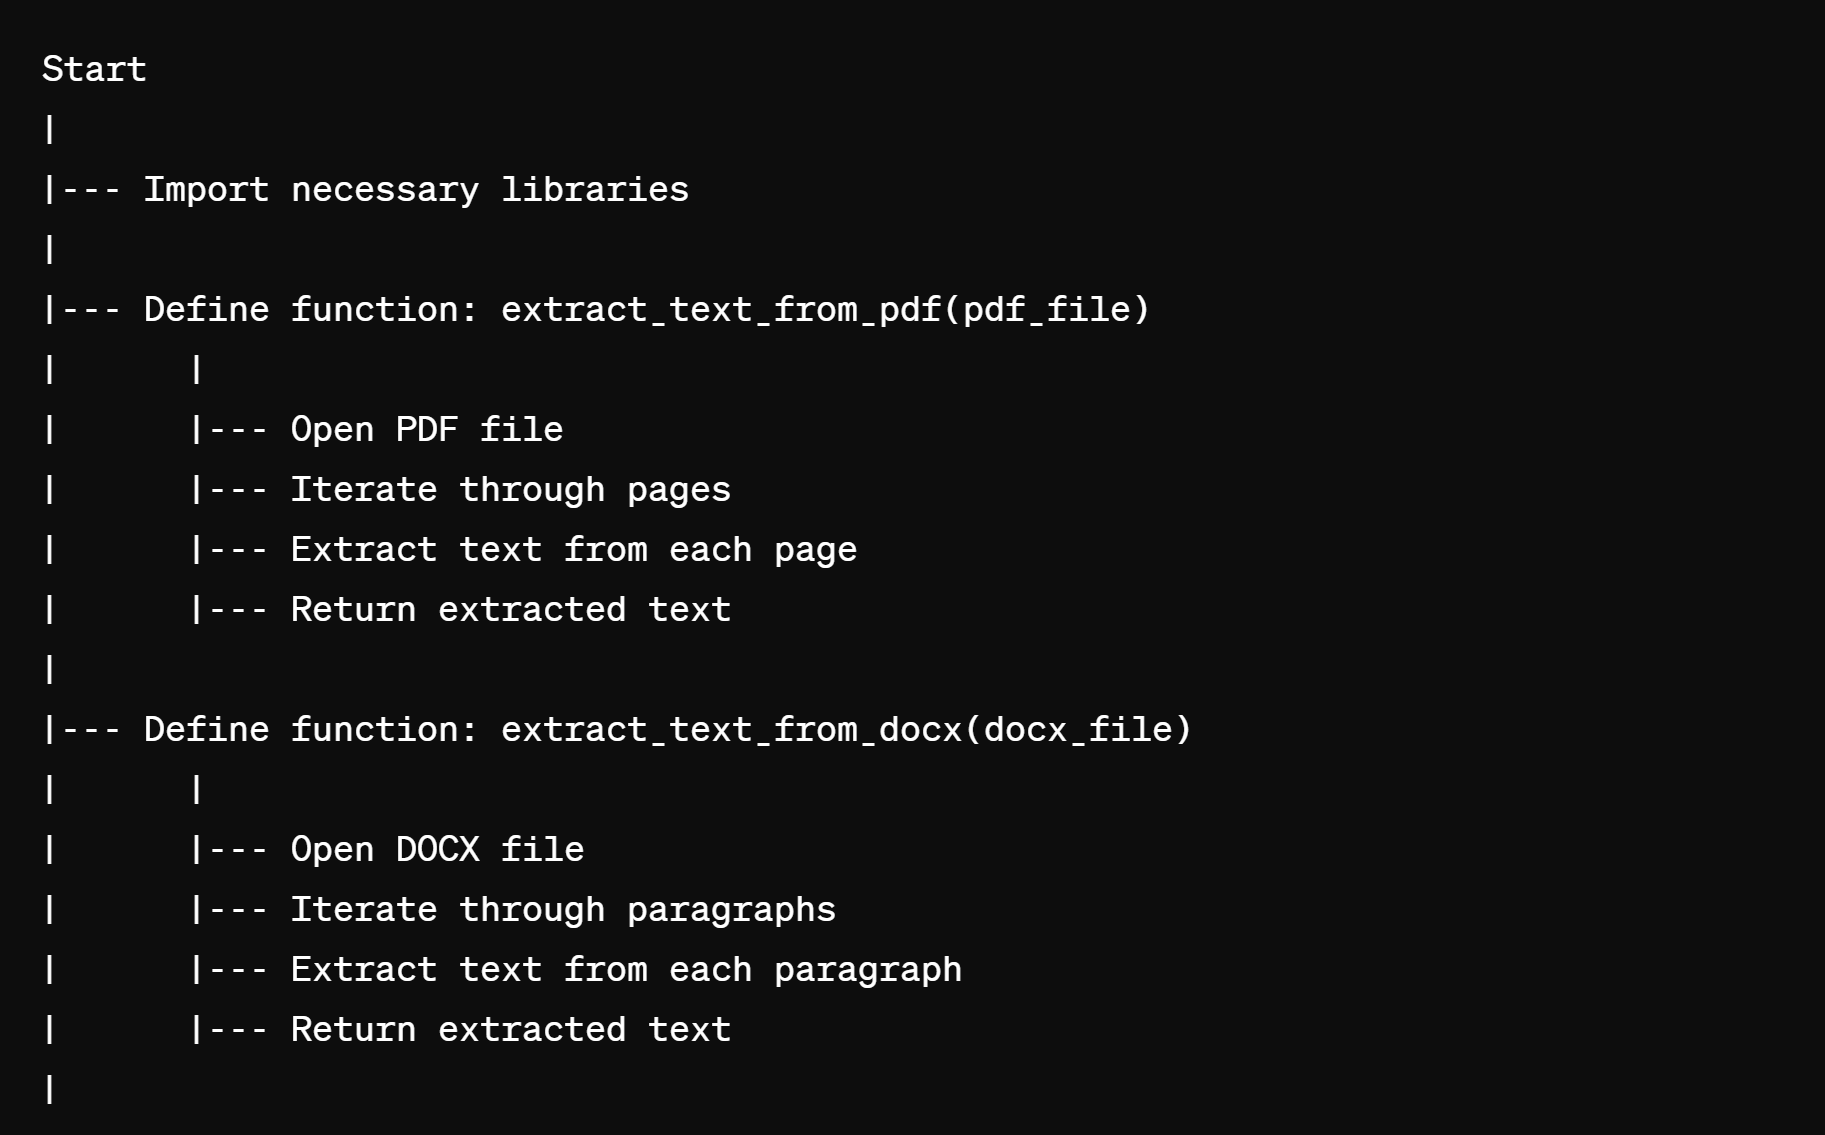 Start
|
|--- Import necessary libraries
|
|--- Define function: extract_text_from_pdf(pdf_file)
|      |
|      |--- Open PDF file
|      |--- Iterate through pages
|      |--- Extract text from each page
|      |--- Return extracted text
|
|--- Define function: extract_text_from_docx(docx_file)
|      |
|      |--- Open DOCX file
|      |--- Iterate through paragraphs
|      |--- Extract text from each paragraph
|      |--- Return extracted text
|